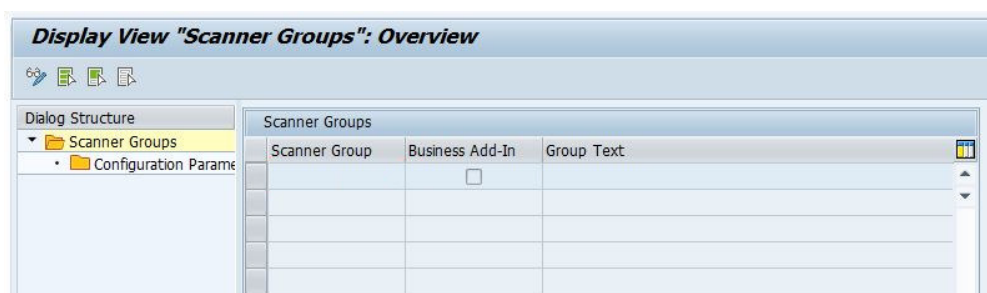 Display View "Scanner Groups": Overview
Dialog Structure
Scanner Groups
Configuration Parame
Scanner Groups
Scanner Group Business Add-In Group Text